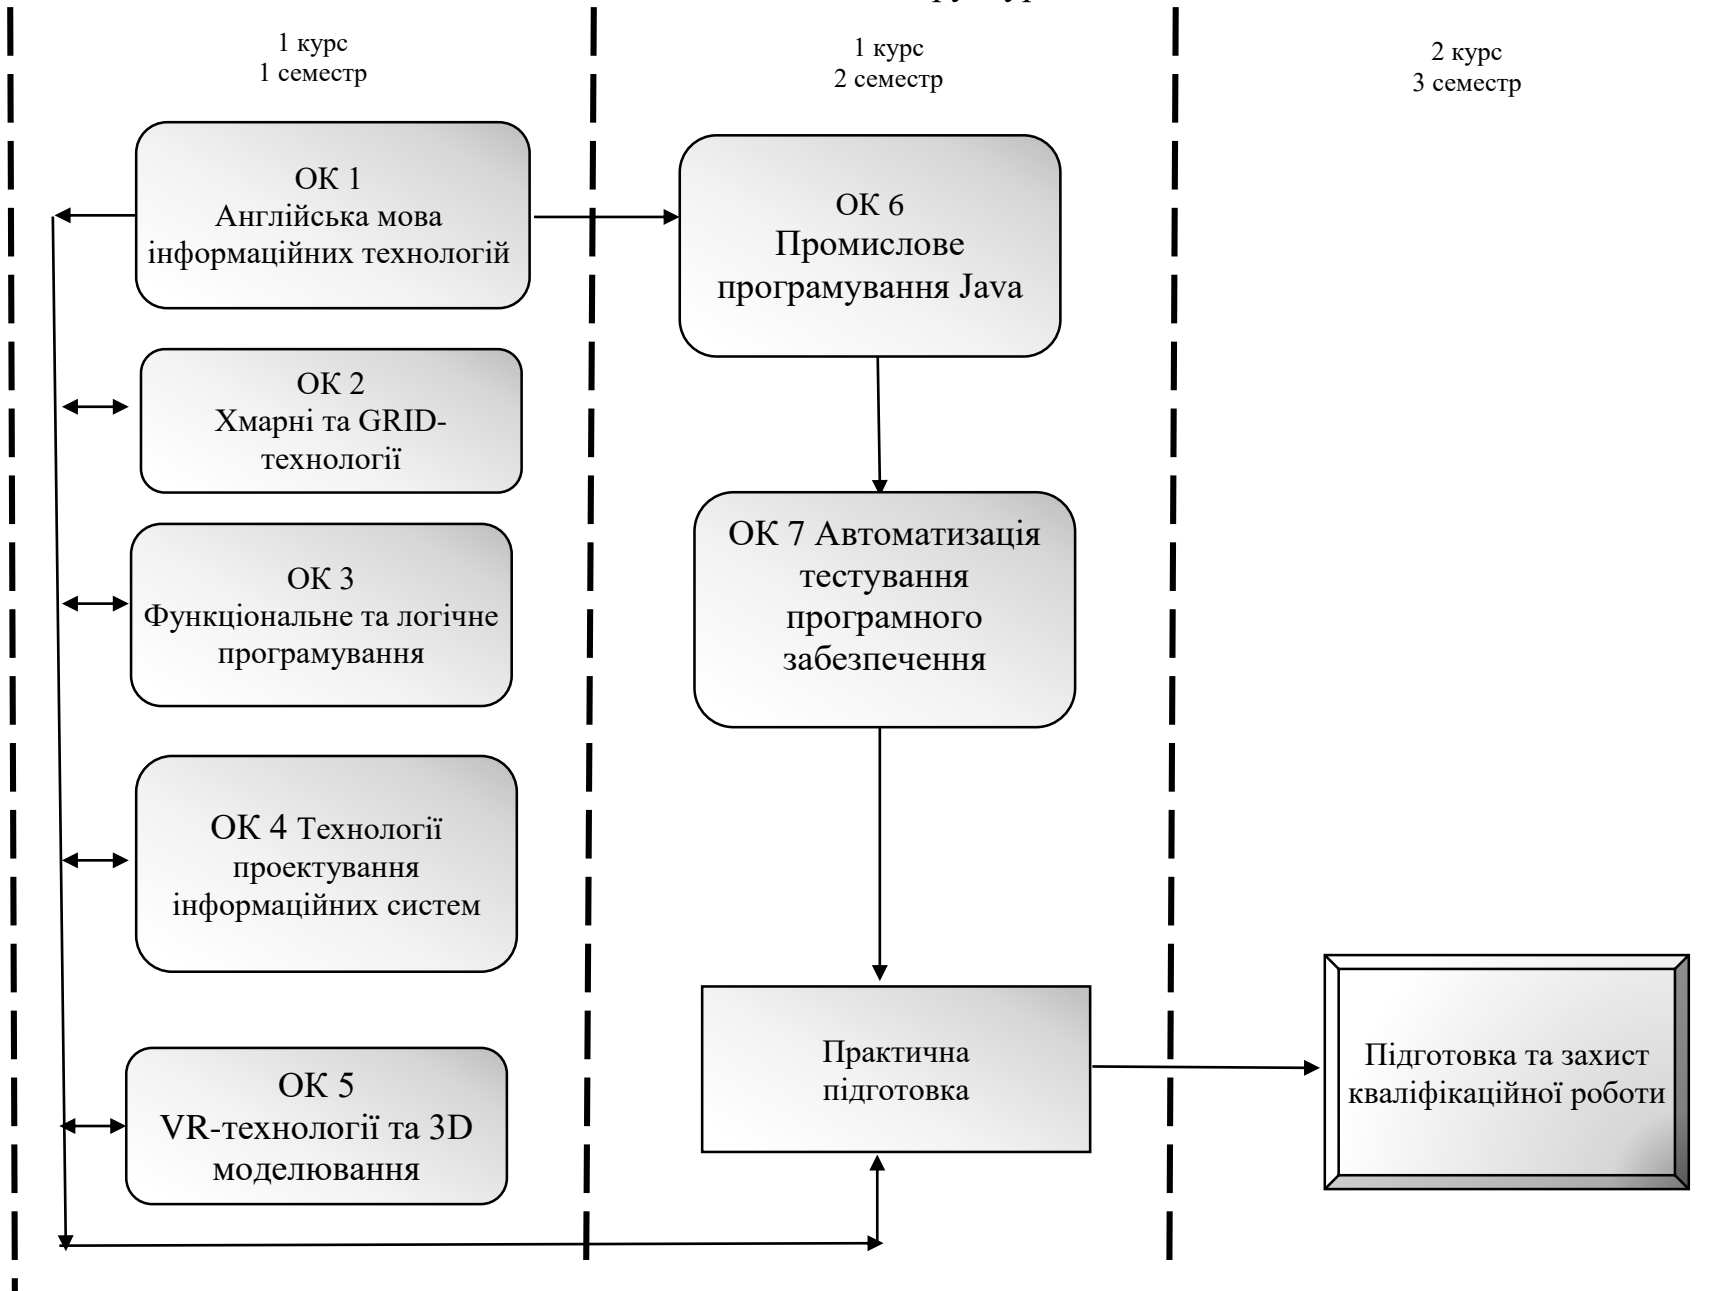 1 курс
1 семестр
1 курс
2 семестр
2 курс
3 семестр
ОК 1
Англійська мова
інформаційних технологій
ОК 2
Хмарні та GRID-
технології
ОК 3
Функціональне та логічне
програмування
ОК 4 Технології
проектування
інформаційних систем
ОК 5
VR-технології та 3D
моделювання
ОК 6
Промислове
програмування Java
ОК 7 Автоматизація
тестування
програмного
забезпечення
Практична
підготовка
Підготовка та захист
кваліфікаційної роботи